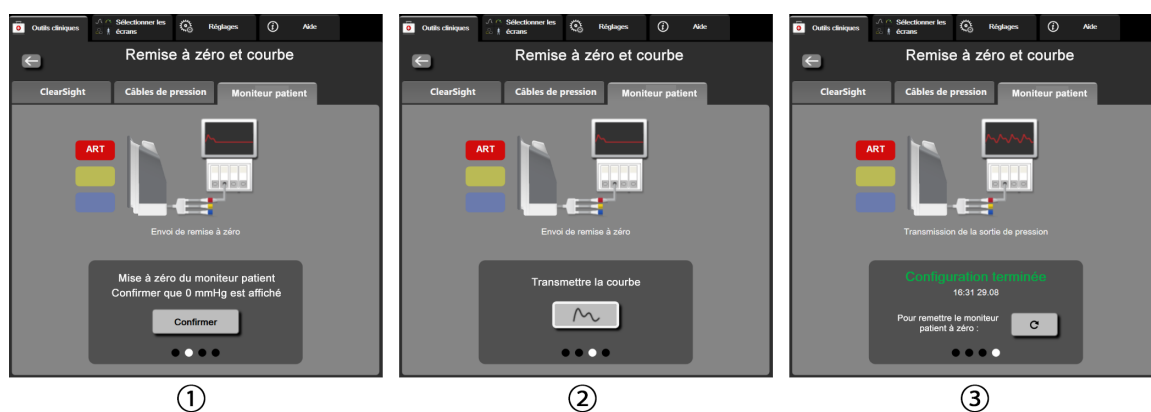 Outils cliniques
Sélectionner les
écrans
Réglages
Aide
Remise à zéro et courbe
ClearSight
Câbles de pression
Moniteur patient
ART
Envoi de remise à zéro
Mise à zéro du moniteur patient
Confirmer que 0 mmHg est affiché
Confirmer
①
Outils cliniques
Sélectionner les
écrans
Réglages
Aide
Remise à zéro et courbe
ClearSight
Câbles de pression
Moniteur patient
ART
Envoi de remise à zéro
Transmettre la courbe
②
Outils cliniques
Sélectionner les
écrans
Réglages
Aide
Remise à zéro et courbe
ClearSight
Câbles de pression
Moniteur patient
ART
Transmission de la sortie de pression
Configuration terminée
16:31 29.08
Pour remettre le moniteur
patient à zéro :
③